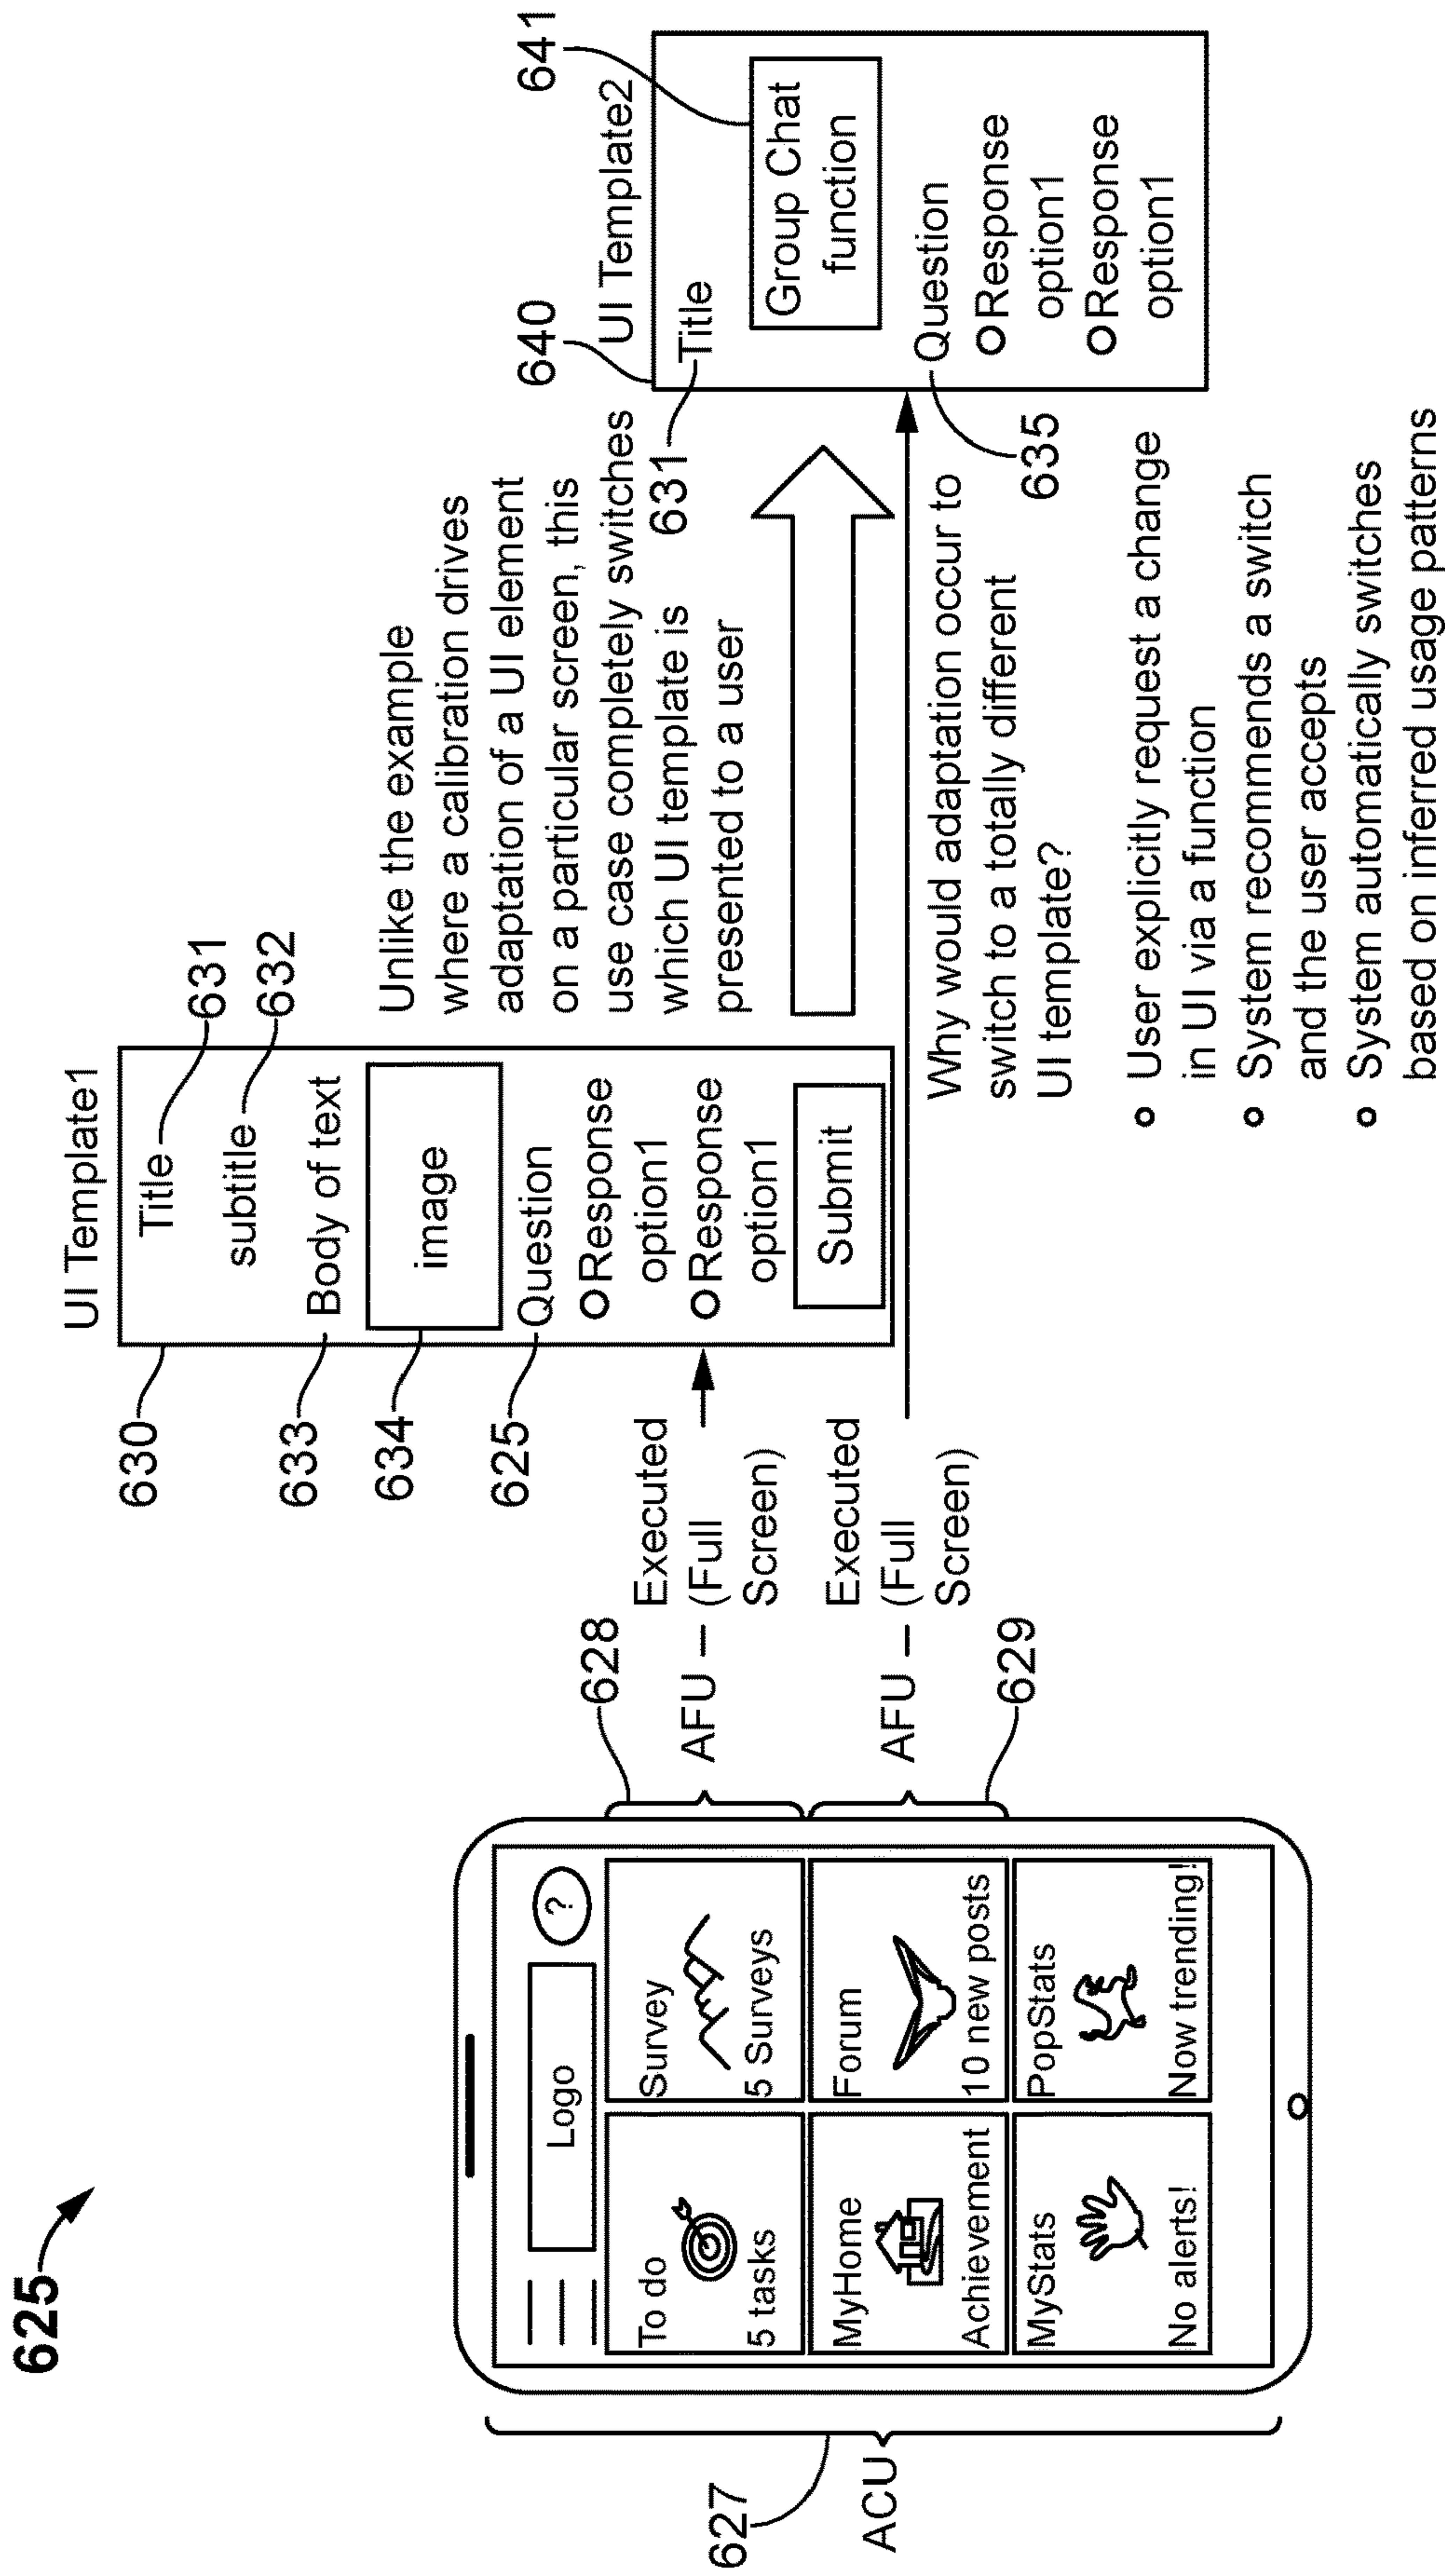 625
627
ACU
Logo
?
To do
5 tasks
Survey
5 Surveys
MyHome
Achievement
Forum
10 new posts
MyStats
No alerts!
PopStats
Now trending!
628
AFU
Executed
(Full
Screen)
629
AFU
Executed
(Full
Screen)
UI Template1
630
Title
631
subtitle
632
633
Body of text
634
image
625
Question
Response
option1
Response
option1
Submit
Unlike the example
where a calibration drives
adaptation of a UI element
on a particular screen, this
use case completely switches
which UI template is
presented to a user
Why would adaptation occur to
switch to a totally different
UI template?
User explicitly request a change
in UI via a function
System recommends a switch
and the user accepts
System automatically switches
based on inferred usage patterns
640
UI Template2
641
631
Title
Group Chat
function
635
Question
Response
option1
Response
option1